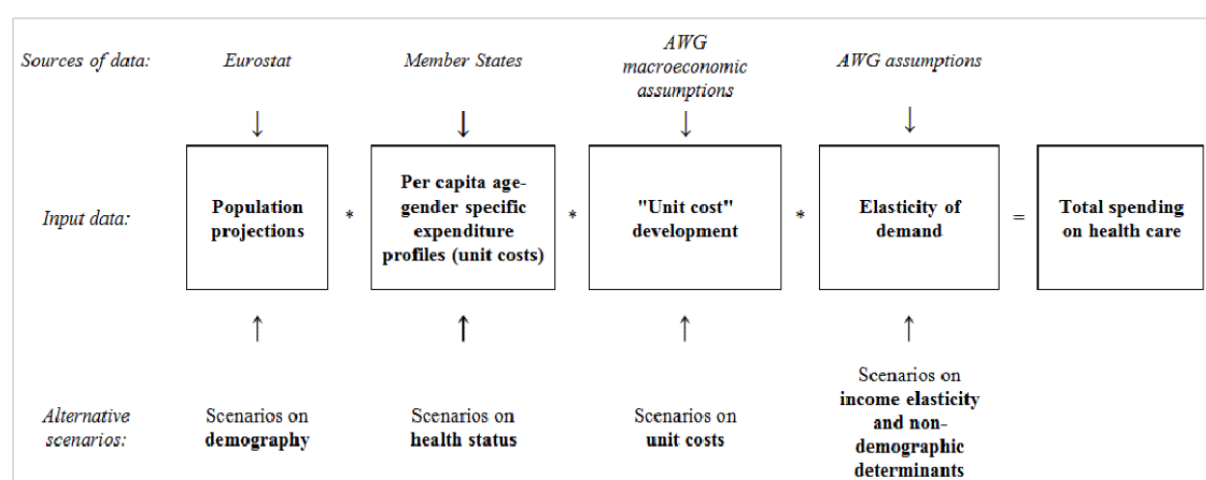 Sources of data:
Eurostat
Member States
AWG
macroeconomic
assumptions
AWG assumptions
↓ ↓ ↓ ↓
Input data:
Population
projections
*
Per capita age-
gender specific
expenditure
profiles (unit costs)
*
"Unit cost"
development
*
Elasticity of
demand
=
Total spending
on health care
↑ ↑ ↑ ↑
Alternative
scenarios:
Scenarios on
demography
Scenarios on
health status
Scenarios on
unit costs
Scenarios on
income elasticity
and non-
demographic
determinants